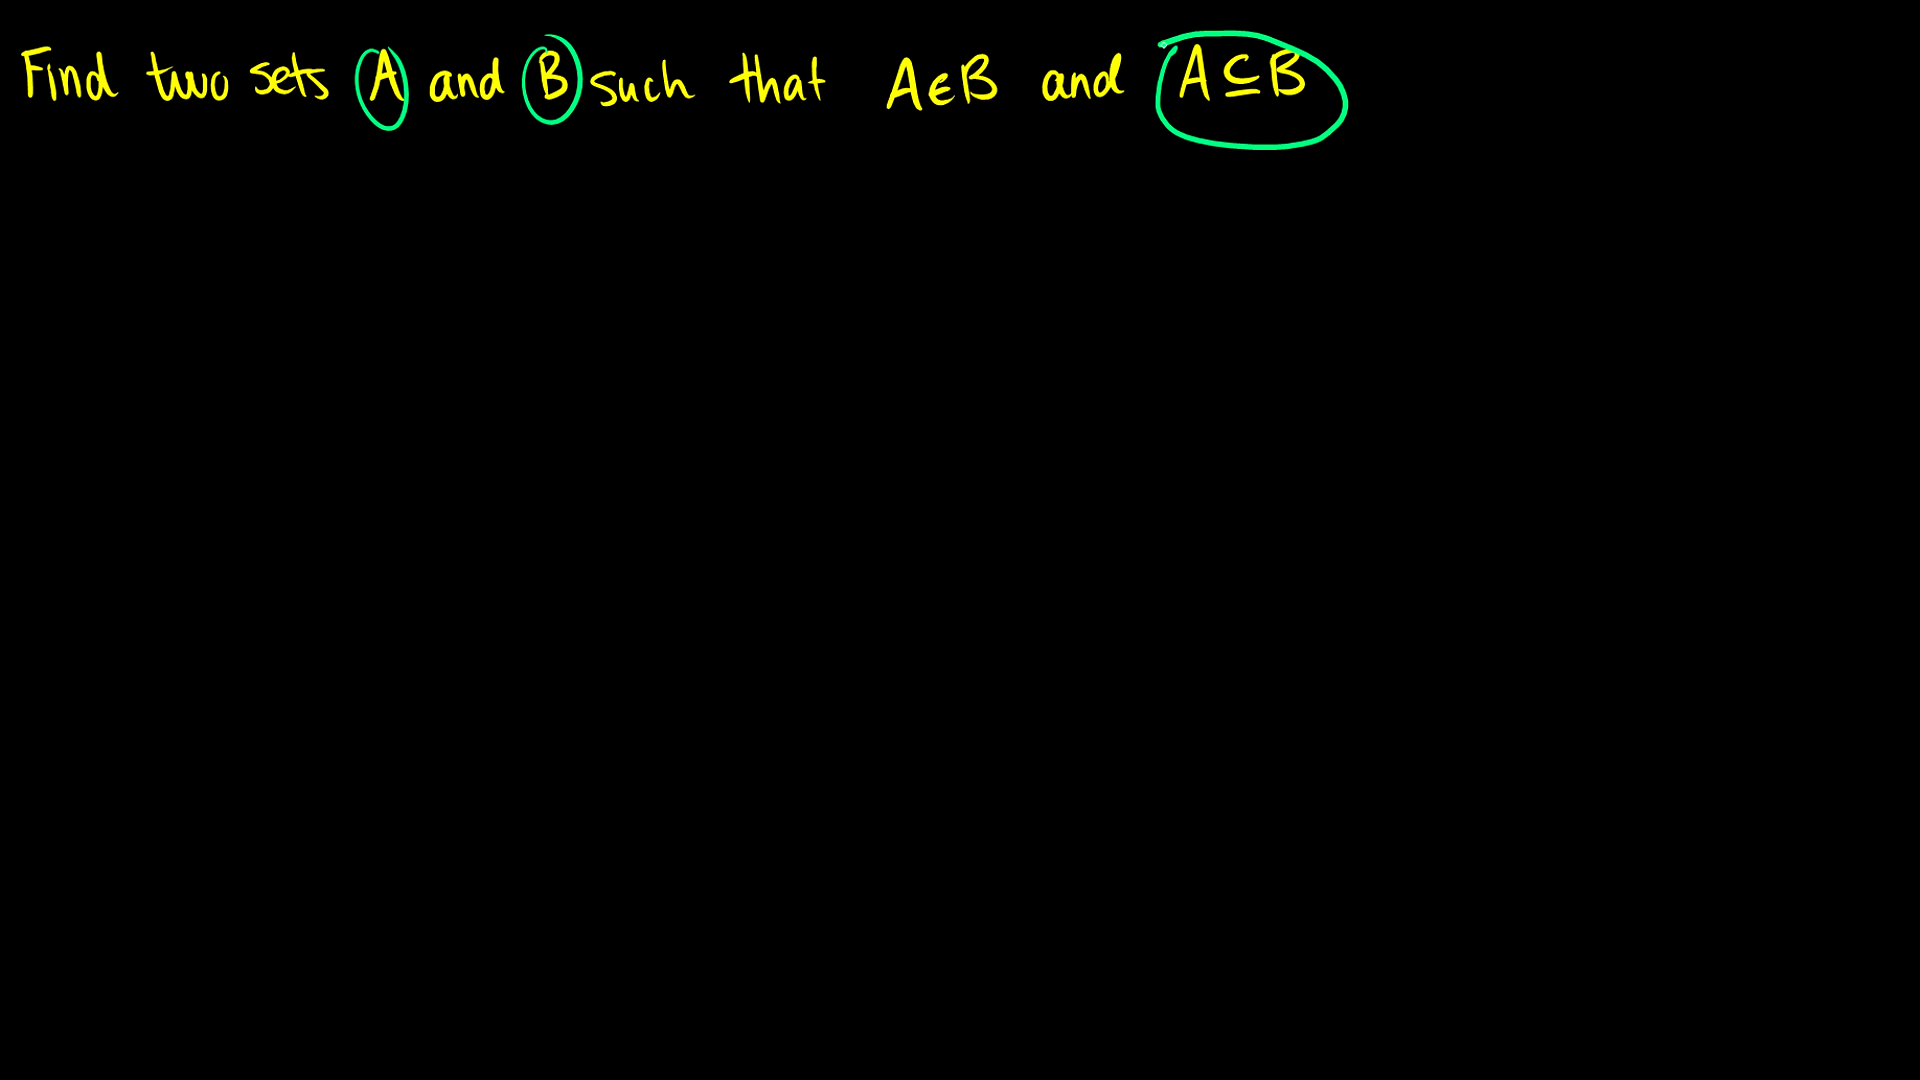 Find two sets A and B such that A∈B and A⊆B